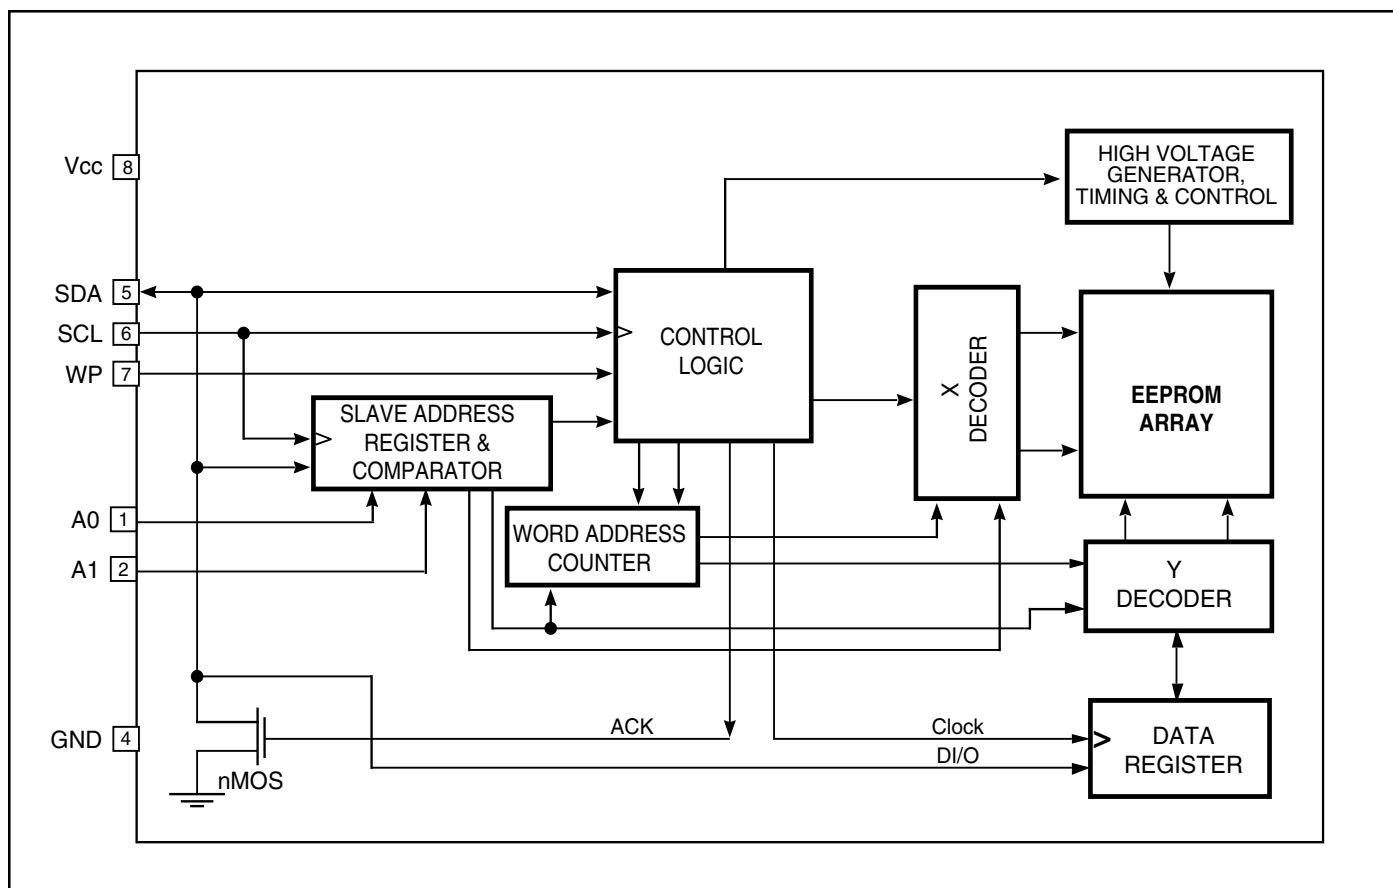 HIGH VOLTAGE
GENERATOR,
TIMING & CONTROL
Vcc 8
SDA 5
SCL 6
WP 7
CONTROL
LOGIC
X
DECODER
EEPROM
ARRAY
SLAVE ADDRESS
REGISTER &
COMPARATOR
A0 1
A1 2
WORD ADDRESS
COUNTER
Y
DECODER
GND 4
nMOS
ACK
Clock
DI/O
DATA
REGISTER